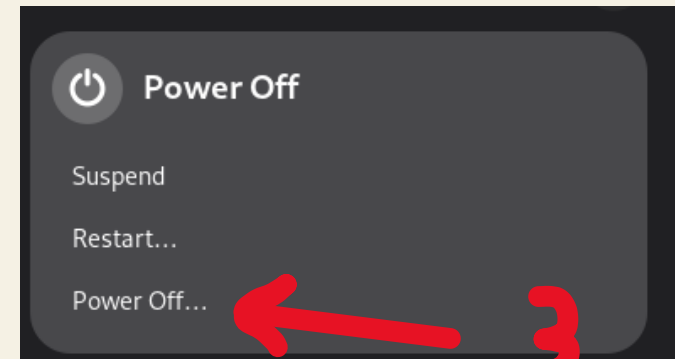 Power Off
Suspend
Restart...
Power Off...
3